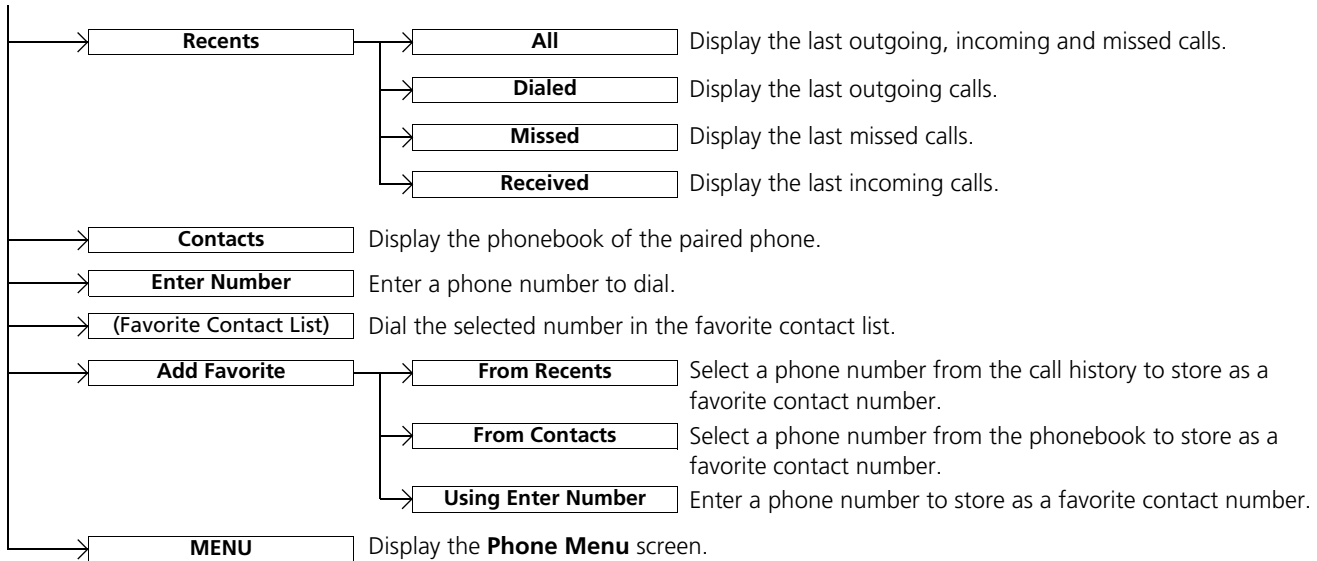 Recents All Display the last outgoing, incoming and missed calls.
Dialed Display the last outgoing calls.
Missed Display the last missed calls.
Received Display the last incoming calls.
Contacts Display the phonebook of the paired phone.
Enter Number Enter a phone number to dial.
(Favorite Contact List) Dial the selected number in the favorite contact list.
Add Favorite From Recents Select a phone number from the call history to store as a
favorite contact number.
From Contacts Select a phone number from the phonebook to store as a
favorite contact number.
Using Enter Number Enter a phone number to store as a favorite contact number.
MENU Display the Phone Menu screen.